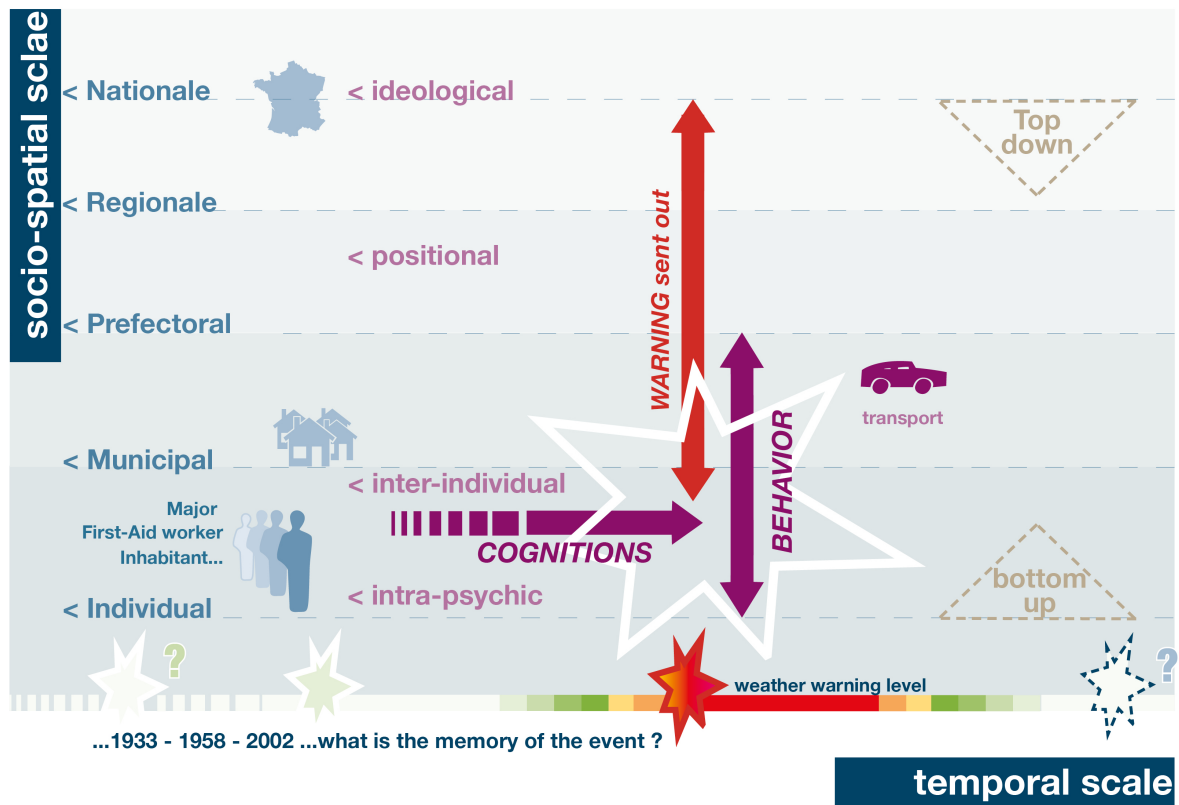 socio-spatial sclae
< Nationale
< ideological
Top
down
< Regionale
WARNING sent out
< positional
< Prefectoral
transport
BEHAVIOR
< Municipal
< inter-individual
Major
First-Aid worker
Inhabitant...
COGNITIONS
bottom
up
< Individual
< intra-psychic
?
?
weather warning level
...1933 - 1958 - 2002 ...what is the memory of the event ?
temporal scale